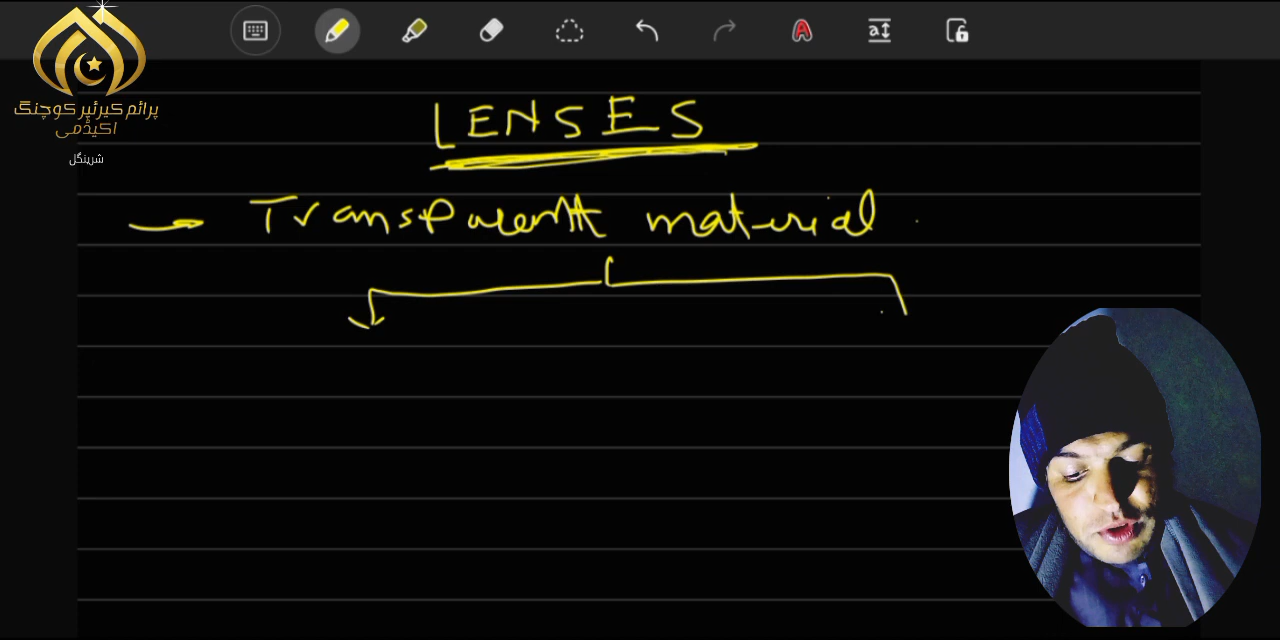 پرائم کیرئیر کوچنگ
اکیڈمی
شرینگل
LENSES
Transparent material